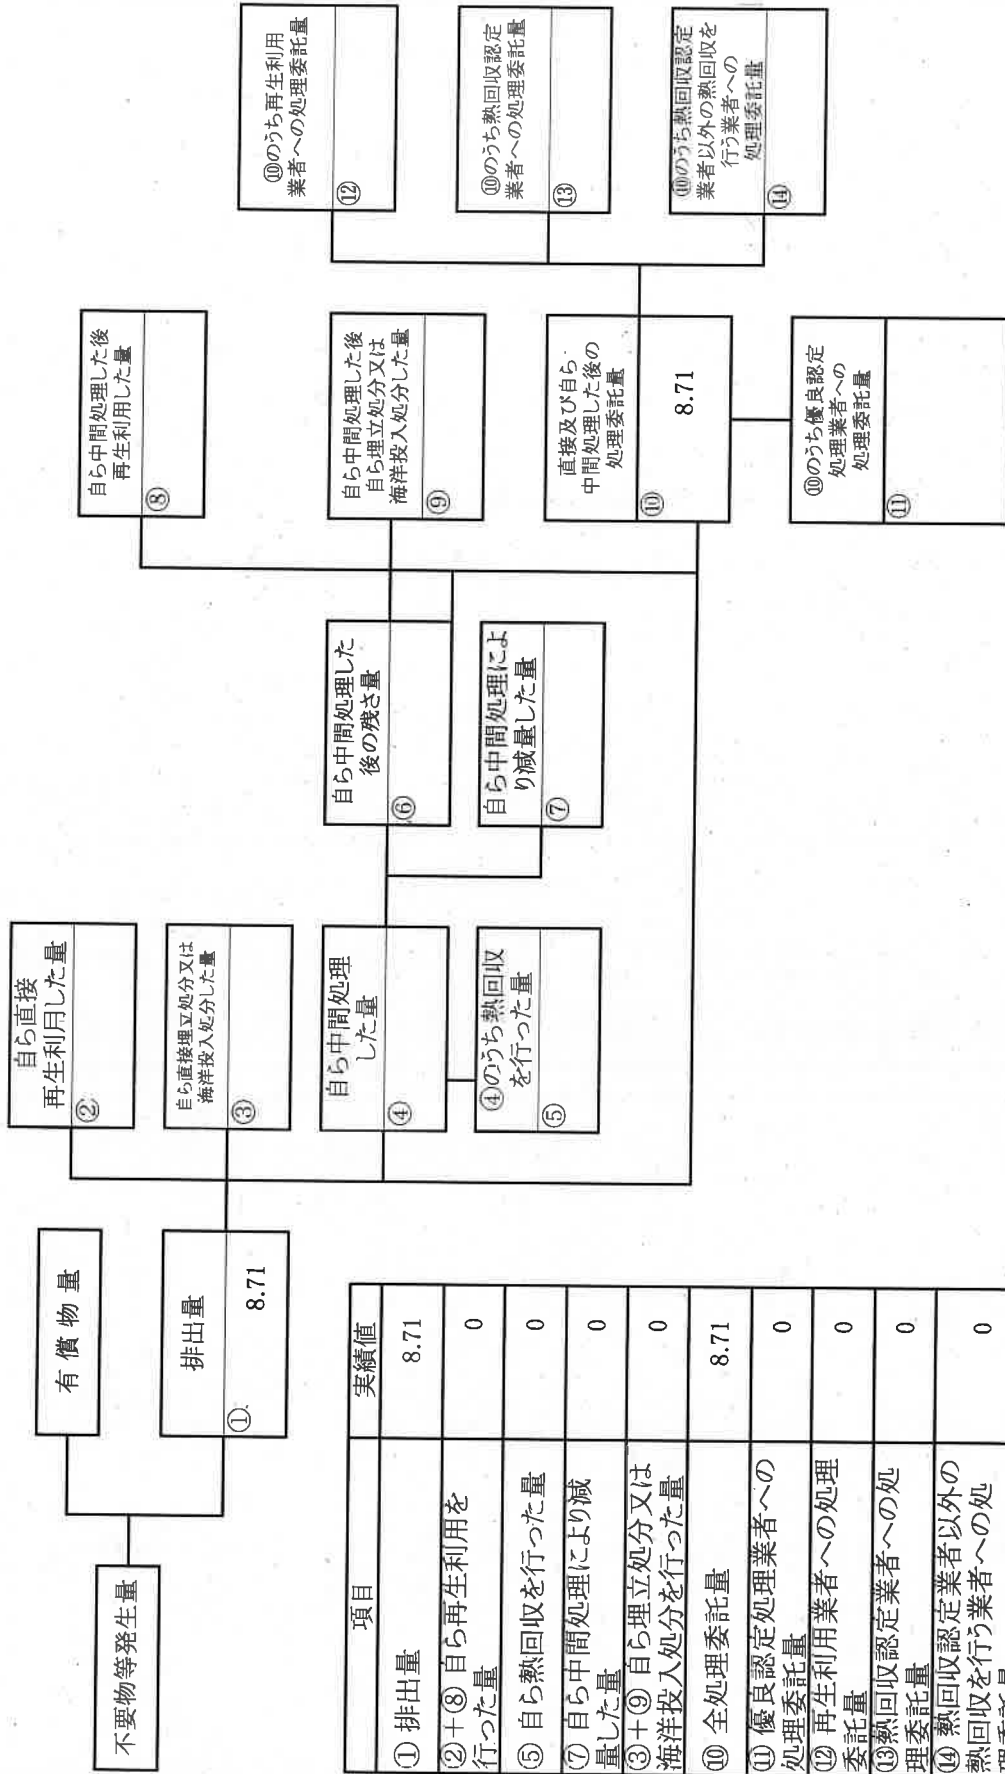 不要物等発生量
有償物量
排出量
①
8.71
自ら直接
再生利用した量
②
自ら直接埋立処分又は
海洋投入処分した量
③
自ら中間処理
した量
④
④のうち熱回収
を行った量
⑤
自ら中間処理した
後の残さ量
⑥
自ら中間処理によ
り減量した量
⑦
自ら中間処理した後
再生利用した量
⑧
自ら中間処理した後
自ら埋立処分又は
海洋投入処分した量
⑨
直接及び自ら
中間処理した後の
処理委託量
⑩
8.71
⑩のうち優良認定
処理業者への
処理委託量
⑪
⑩のうち再生利用
業者への処理委託量
⑫
⑩のうち熱回収認定
業者への処理委託量
⑬
⑩のうち熱回収認定
業者以外の熱回収を
行う業者への
処理委託量
⑭
項目 実績値
① 排出量 8.71
②+⑧ 自ら再生利用を
行った量 0
⑤ 自ら熱回収を行った量 0
⑦ 自ら中間処理により減
量した量 0
③+⑨ 自ら埋立処分又は
海洋投入処分を行った量 0
⑩ 全処理委託量 8.71
⑪ 優良認定処理業者への
処理委託量 0
⑫ 再生利用業者への処理
委託量 0
⑬熱回収認定業者への処
理委託量 0
⑭ 熱回収認定業者以外の
熱回収を行う業者への処
理委託量 0